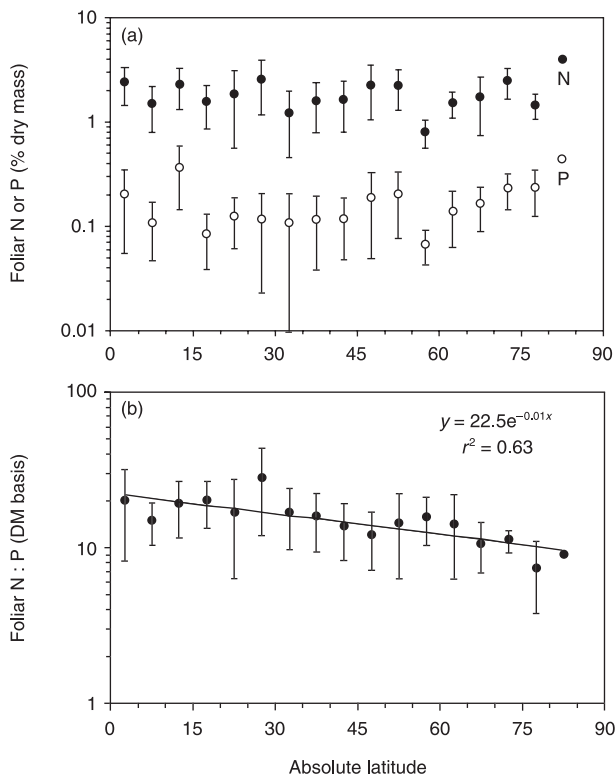 (a)
10
1
0.1
0.01
Foliar N or P (% dry mass)
N
P
0 15 30 45 60 75 90
(b)
y = 22.5e^{−0.01x}
r² = 0.63
100
10
1
Foliar N : P (DM basis)
0 15 30 45 60 75 90
Absolute latitude